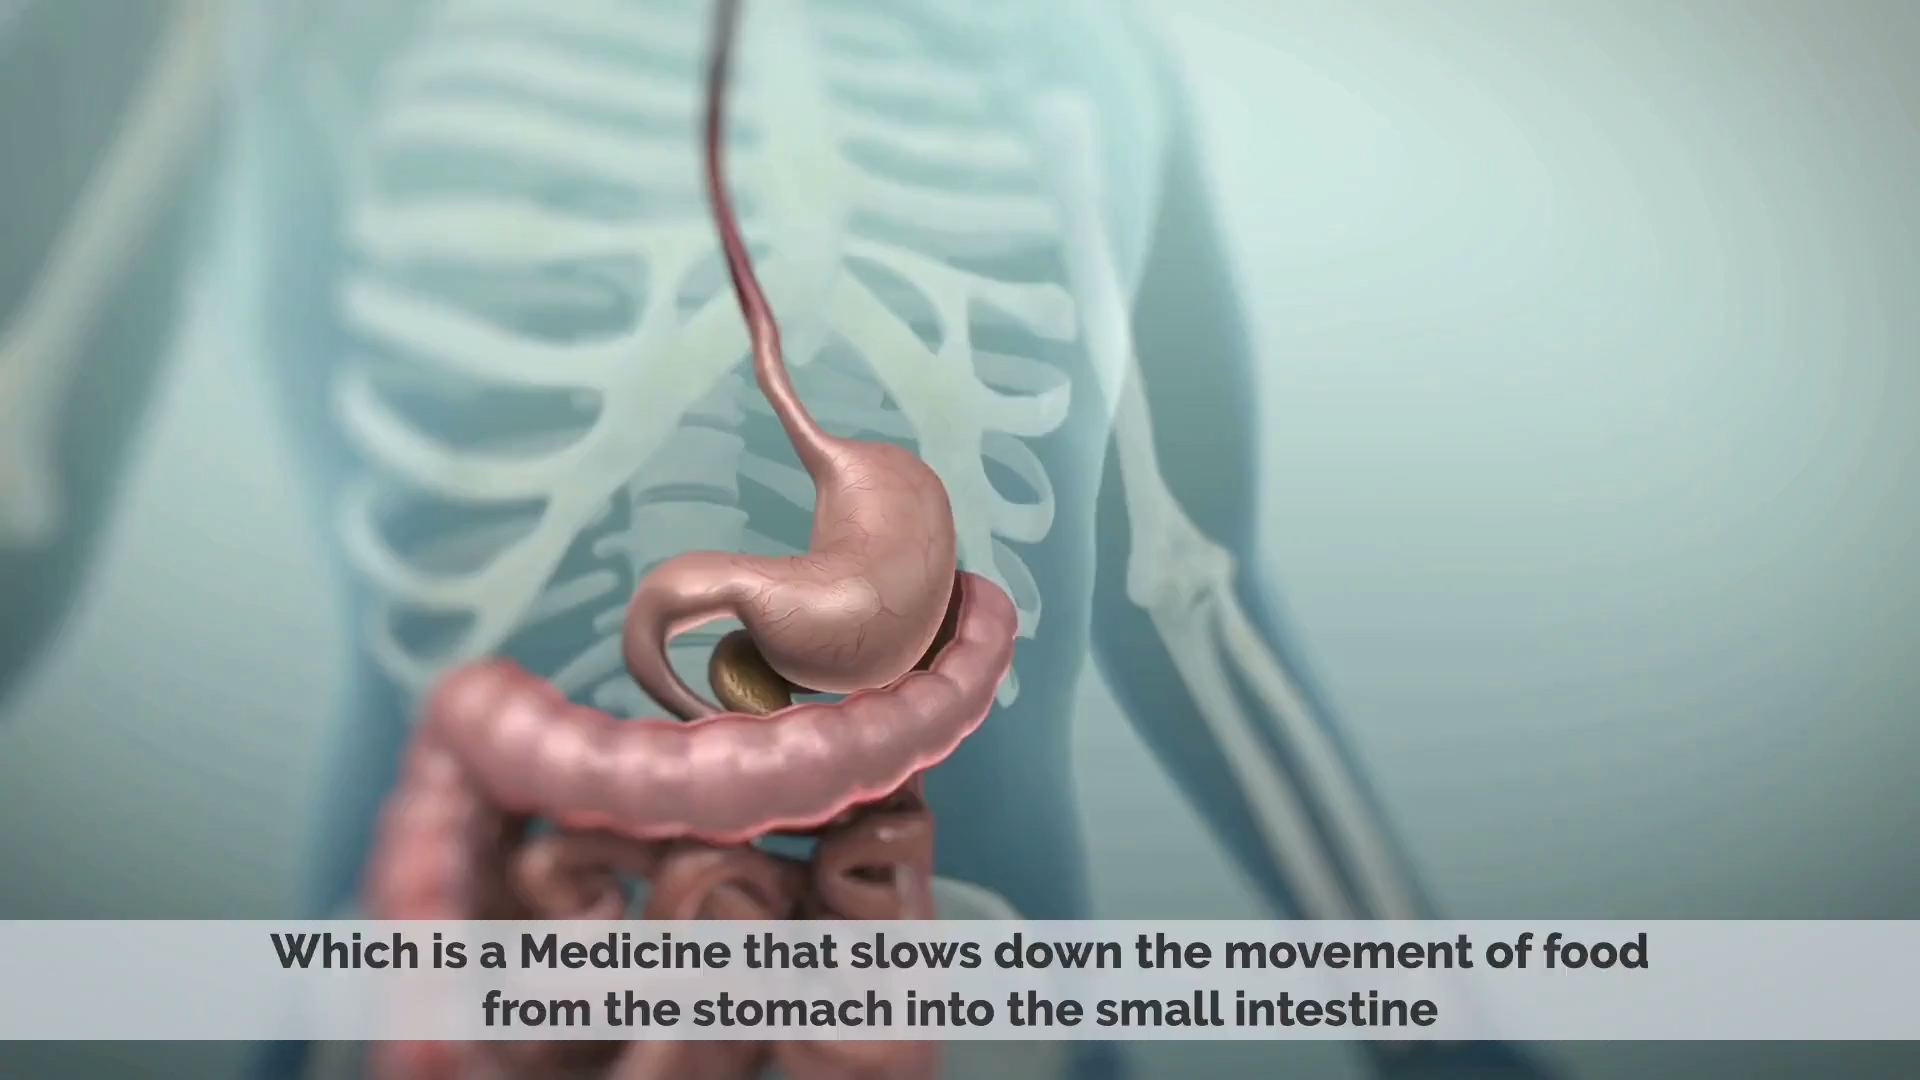 Which is a Medicine that slows down the movement of food
from the stomach into the small intestine